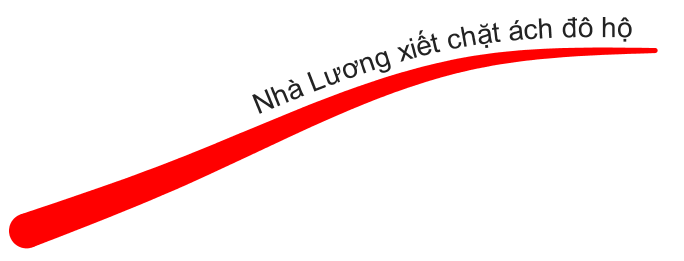 Nhà Lương xiết chặt ách đô hộ